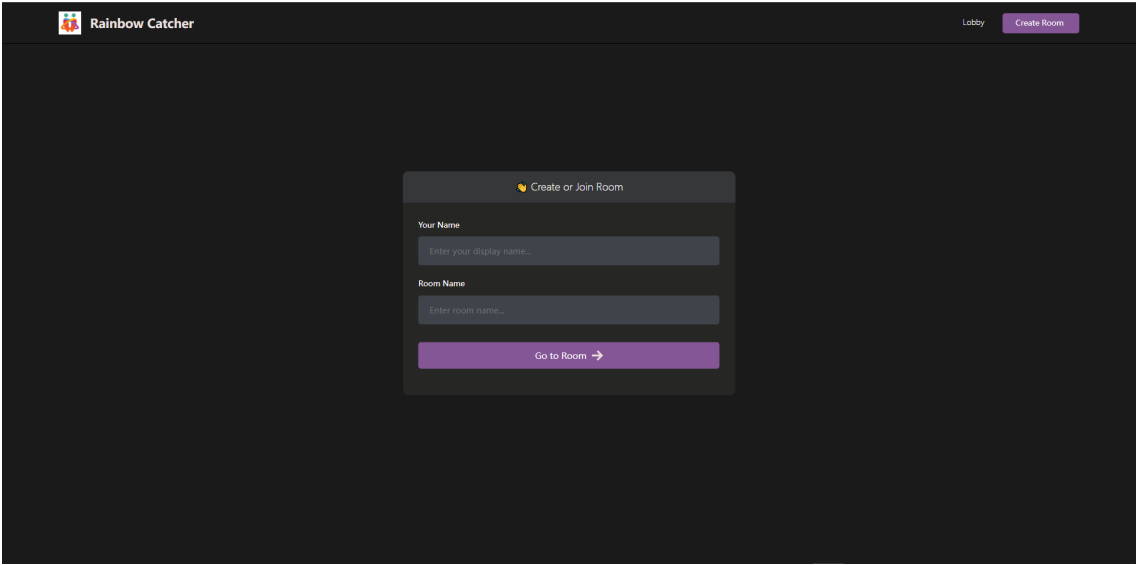 Rainbow Catcher
Lobby
Create Room
👋 Create or Join Room
Your Name
Enter your display name...
Room Name
Enter room name...
Go to Room →